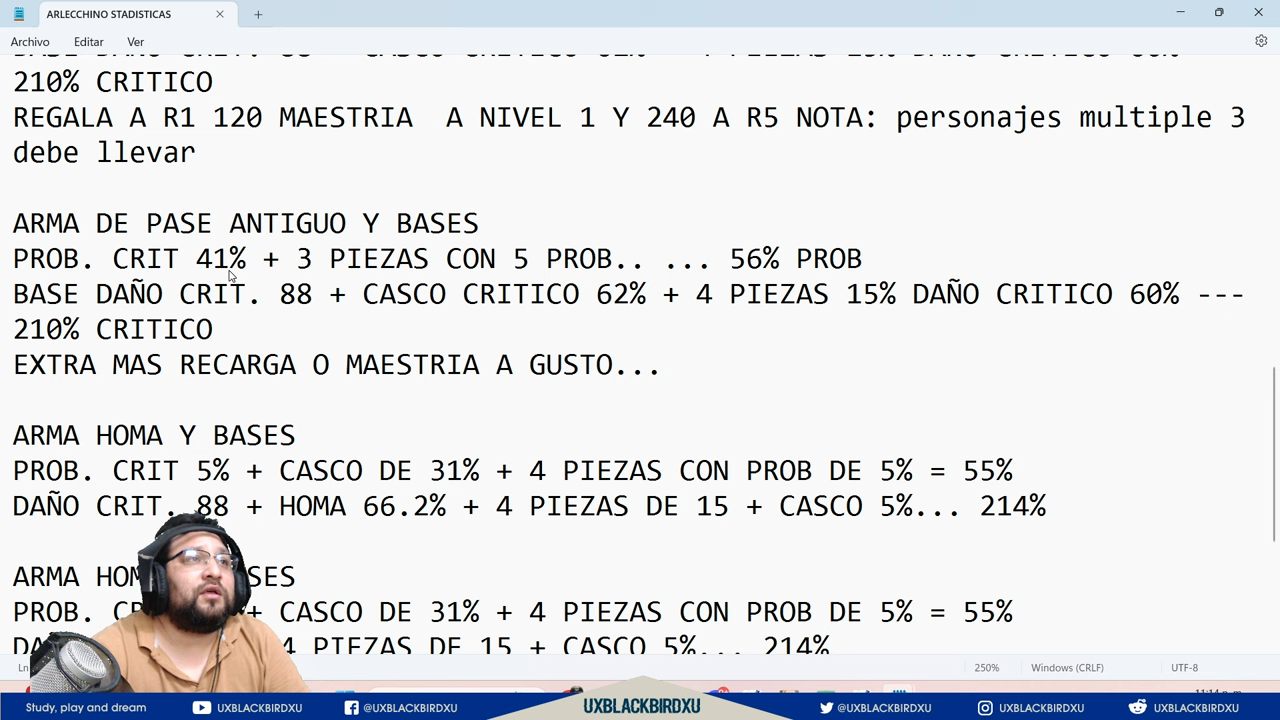 ARLECCHINO STADISTICAS
Archivo Editar Ver
210% CRITICO
REGALA A R1 120 MAESTRIA A NIVEL 1 Y 240 A R5 NOTA: personajes multiple 3
debe llevar
ARMA DE PASE ANTIGUO Y BASES
PROB. CRIT 41% + 3 PIEZAS CON 5 PROB.. ... 56% PROB
BASE DAÑO CRIT. 88 + CASCO CRITICO 62% + 4 PIEZAS 15% DAÑO CRITICO 60% ---
210% CRITICO
EXTRA MAS RECARGA O MAESTRIA A GUSTO...
ARMA HOMA Y BASES
PROB. CRIT 5% + CASCO DE 31% + 4 PIEZAS CON PROB DE 5% = 55%
DAÑO CRIT. 88 + HOMA 66.2% + 4 PIEZAS DE 15 + CASCO 5%... 214%
ARMA
+ CASCO DE 31% + 4 PIEZAS CON PROB DE 5% = 55%
4 PIEZAS DE 15 + CASCO 5%... 214%
250% Windows (CRLF) UTF-8
Study, play and dream UXBLACKBIRDXU @UXBLACKBIRDXU UXBLACKBIRDXU @UXBLACKBIRDXU UXBLACKBIRDXU UXBLACKBIRDXU